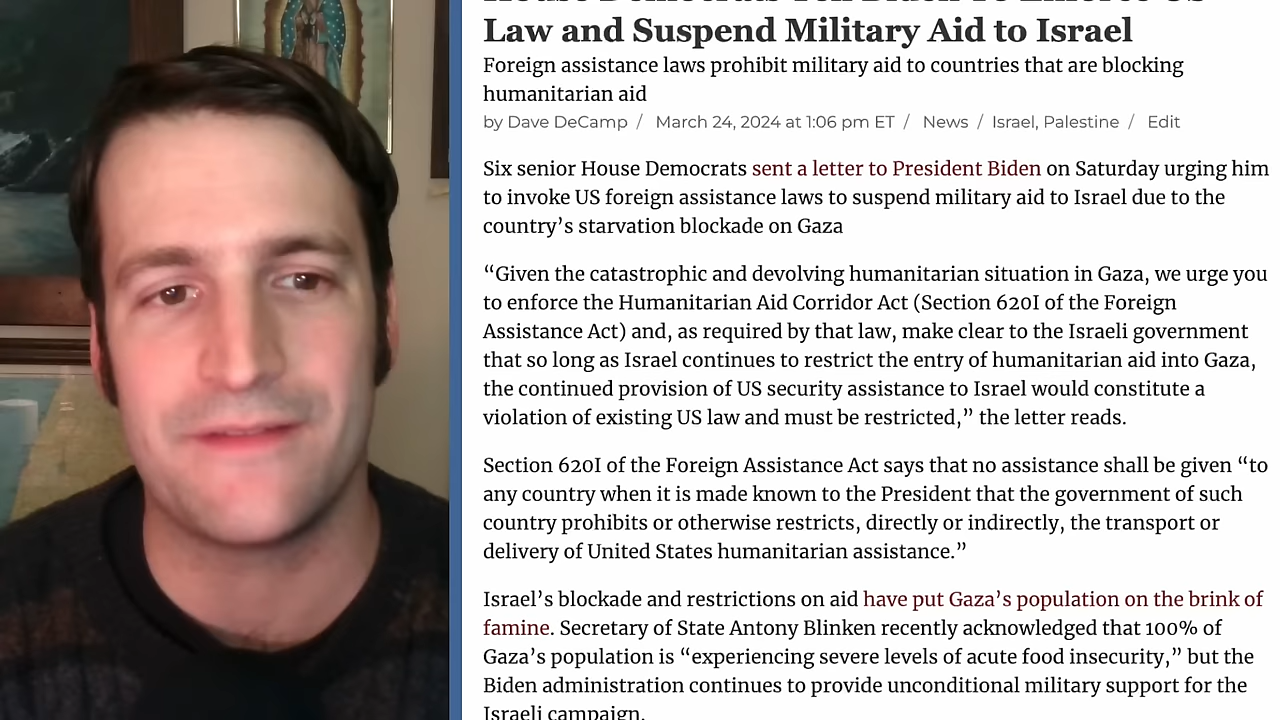 House Democrats Tell Biden To Enforce US
Law and Suspend Military Aid to Israel
Foreign assistance laws prohibit military aid to countries that are blocking
humanitarian aid
by Dave DeCamp / March 24, 2024 at 1:06 pm ET / News / Israel, Palestine / Edit
Six senior House Democrats sent a letter to President Biden on Saturday urging him
to invoke US foreign assistance laws to suspend military aid to Israel due to the
country’s starvation blockade on Gaza
“Given the catastrophic and devolving humanitarian situation in Gaza, we urge you
to enforce the Humanitarian Aid Corridor Act (Section 620I of the Foreign
Assistance Act) and, as required by that law, make clear to the Israeli government
that so long as Israel continues to restrict the entry of humanitarian aid into Gaza,
the continued provision of US security assistance to Israel would constitute a
violation of existing US law and must be restricted,” the letter reads.
Section 620I of the Foreign Assistance Act says that no assistance shall be given “to
any country when it is made known to the President that the government of such
country prohibits or otherwise restricts, directly or indirectly, the transport or
delivery of United States humanitarian assistance.”
Israel’s blockade and restrictions on aid have put Gaza’s population on the brink of
famine. Secretary of State Antony Blinken recently acknowledged that 100% of
Gaza’s population is “experiencing severe levels of acute food insecurity,” but the
Biden administration continues to provide unconditional military support for the
Israeli campaign.